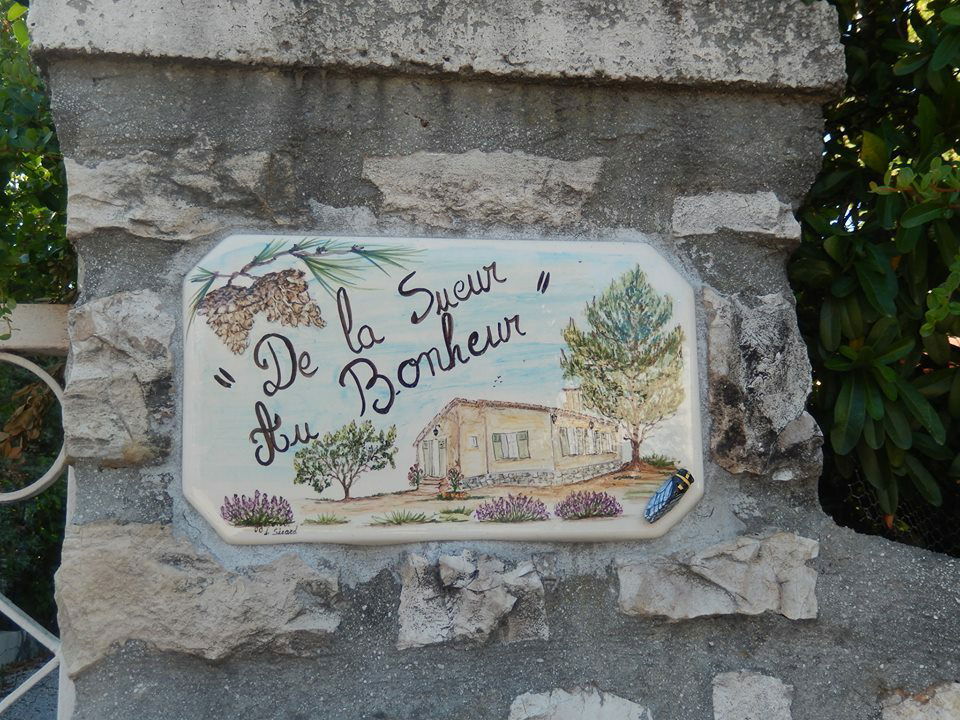 " De la Sueur "
Au Bonheur